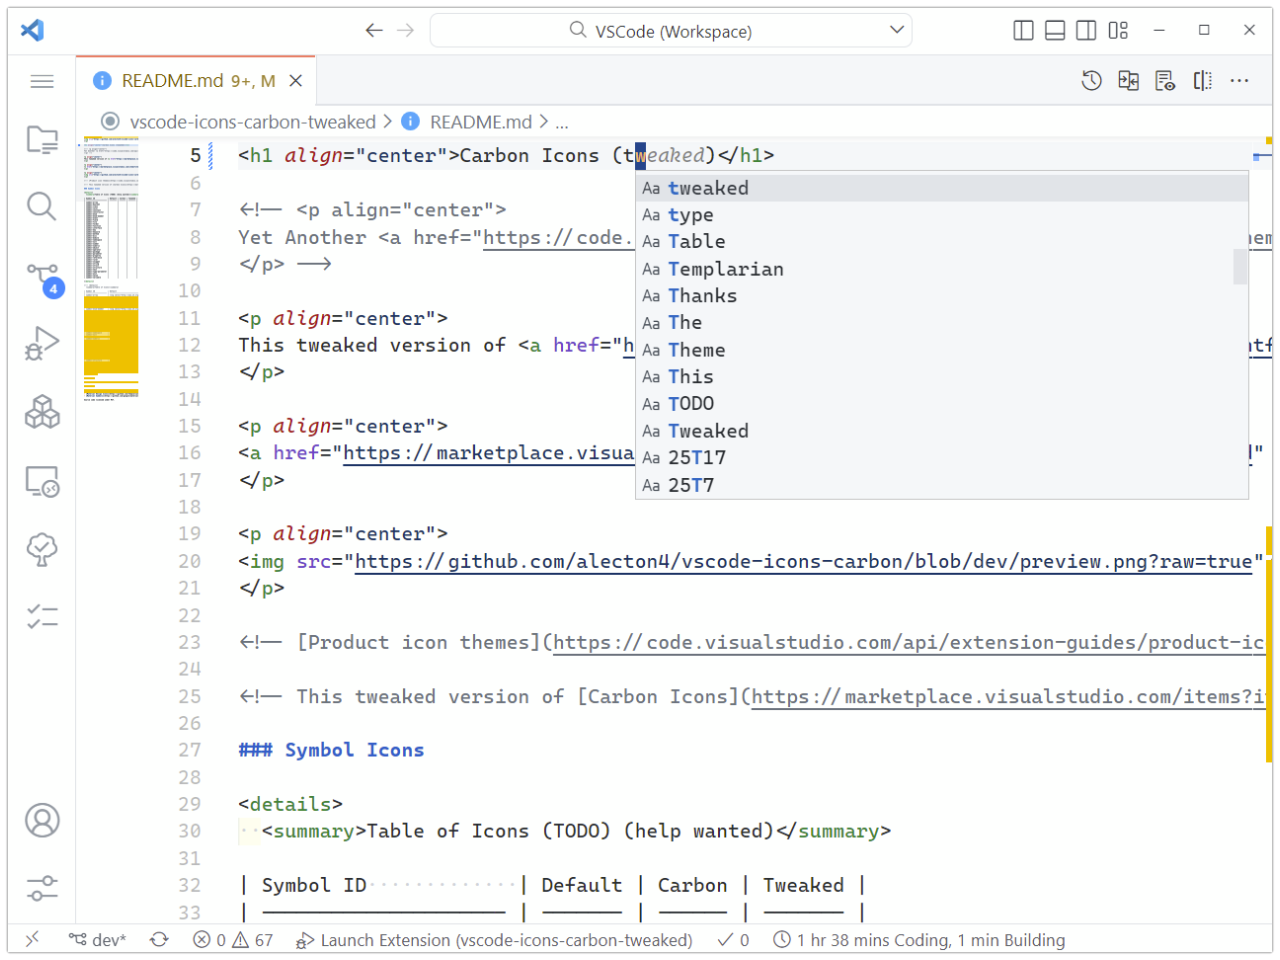 VSCode (Workspace)
README.md 9+, M
vscode-icons-carbon-tweaked > README.md > ...
5 <h1 align="center">Carbon Icons (tweaked)</h1>
6
7 <!-- <p align="center">
8 Yet Another <a href="https://code.
9 </p> -->
10
11 <p align="center">
12 This tweaked version of <a href="h
13 </p>
14
15 <p align="center">
16 <a href="https://marketplace.visua
17 </p>
18
19 <p align="center">
20 <img src="https://github.com/alecton4/vscode-icons-carbon/blob/dev/preview.png?raw=true"
21 </p>
22
23 <!-- [Product icon themes](https://code.visualstudio.com/api/extension-guides/product-ic
24
25 <!-- This tweaked version of [Carbon Icons](https://marketplace.visualstudio.com/items?i
26
27 ### Symbol Icons
28
29 <details>
30 ··<summary>Table of Icons (TODO) (help wanted)</summary>
31
32 | Symbol ID ············· | Default | Carbon | Tweaked |
33 | --------------------- | ------- | ------ | ------- |
Aa tweaked
Aa type
Aa Table
Aa Templarian
Aa Thanks
Aa The
Aa Theme
Aa This
Aa TODO
Aa Tweaked
Aa 25T17
Aa 25T7
4
dev* 0 67 Launch Extension (vscode-icons-carbon-tweaked) 0 1 hr 38 mins Coding, 1 min Building